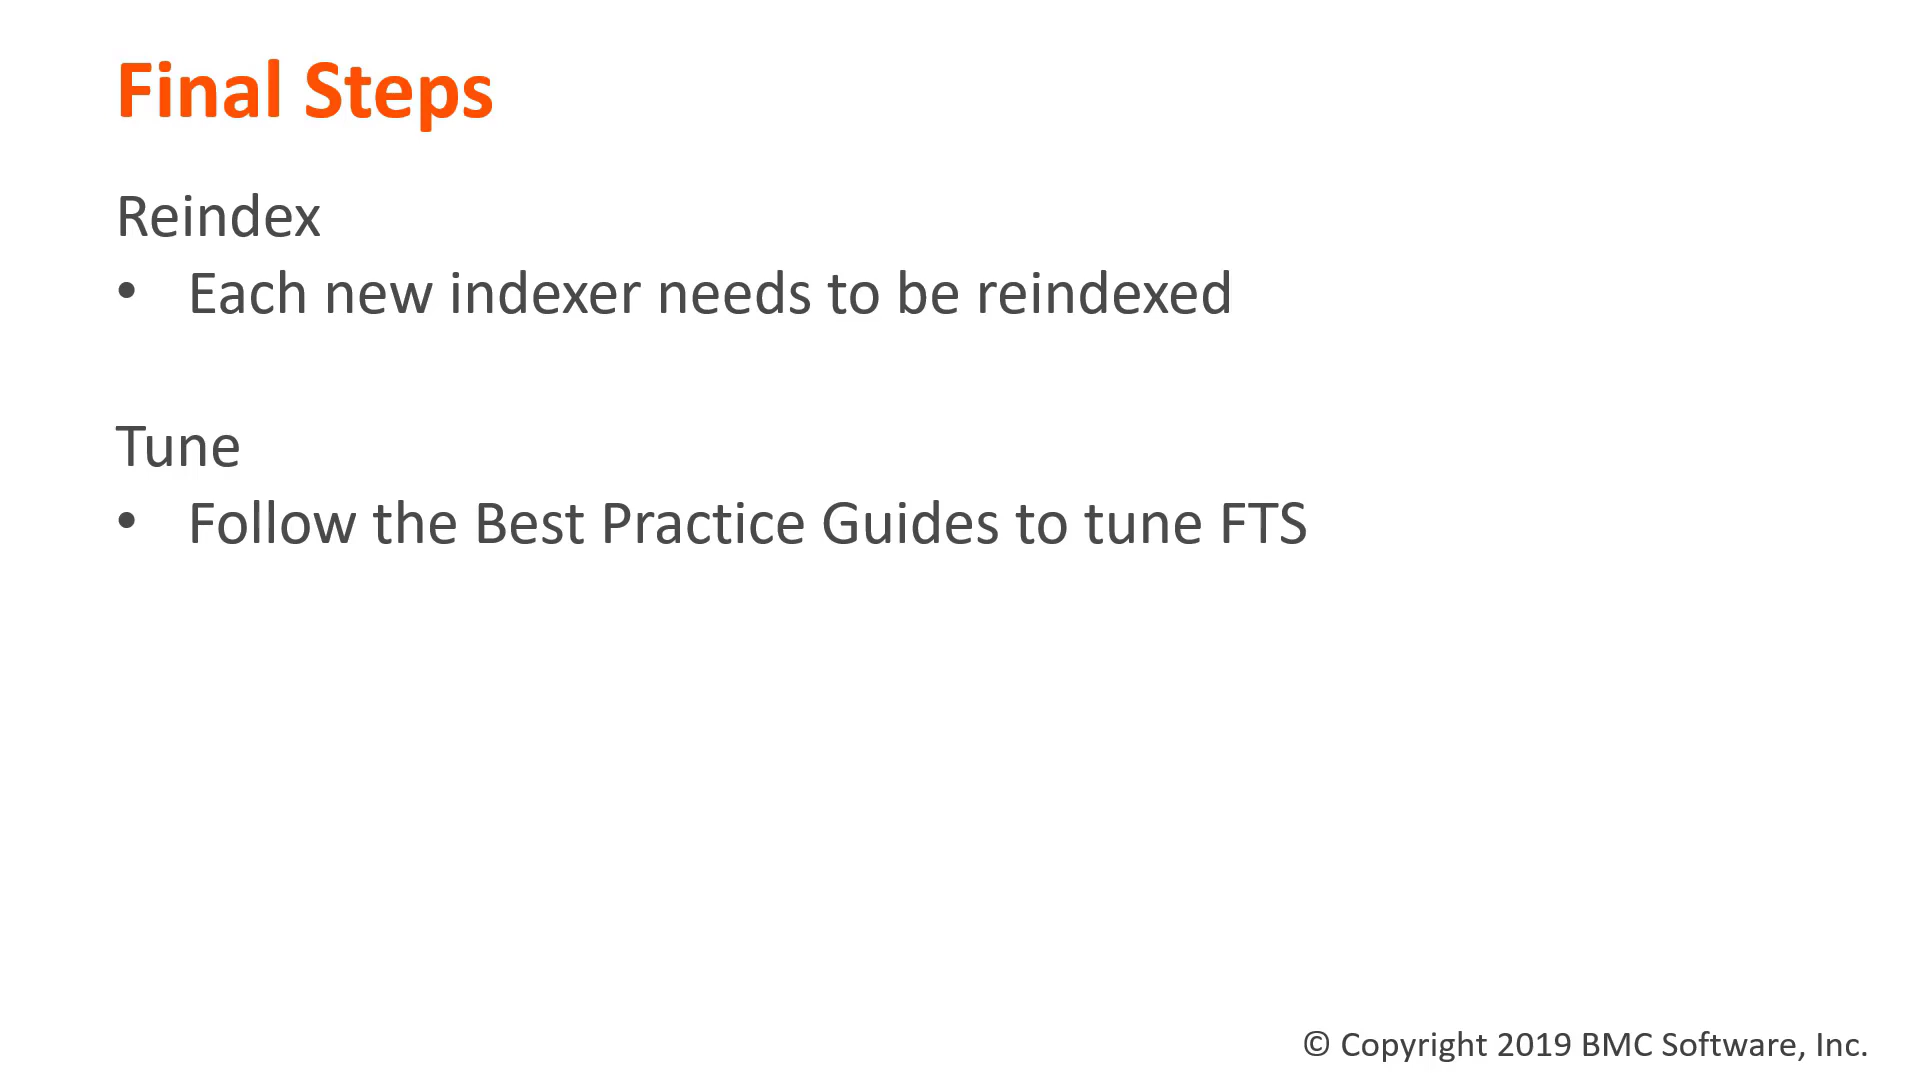 Final Steps
Reindex
• Each new indexer needs to be reindexed
Tune
• Follow the Best Practice Guides to tune FTS
© Copyright 2019 BMC Software, Inc.